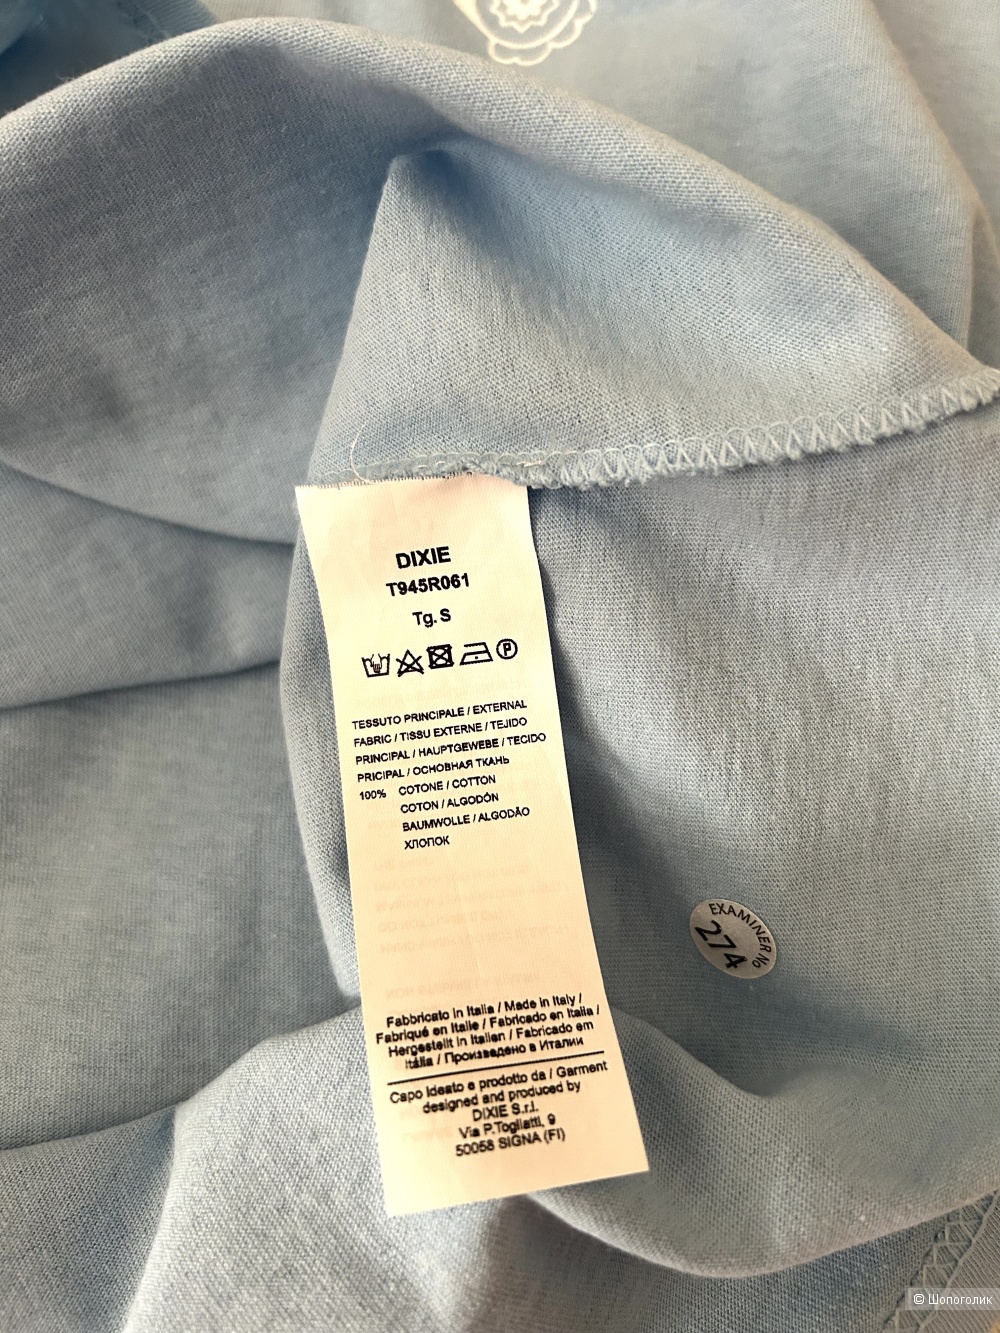 DIXIE
T945R061
Tg. S
P
TESSUTO PRINCIPALE / EXTERNAL
FABRIC / TISSU EXTERNE / TEJIDO
PRINCIPAL / HAUPTGEWEBE / TECIDO
PRICIPAL / ОСНОВНАЯ ТКАНЬ
100% COTONE / COTTON
COTON / ALGODÓN
BAUMWOLLE / ALGODÃO
ХЛОПОК
EXAMINER No
274
Fabbricato in Italia / Made in Italy /
Fabriqué en Italie / Fabricado en Italia /
Hergestellt in Italien / Fabricado em
Itália / Произведено в Италии
Capo ideato e prodotto da / Garment
designed and produced by
DIXIE S.r.l.
Via P.Togliatti, 9
50058 SIGNA (FI)
© Шопоголик